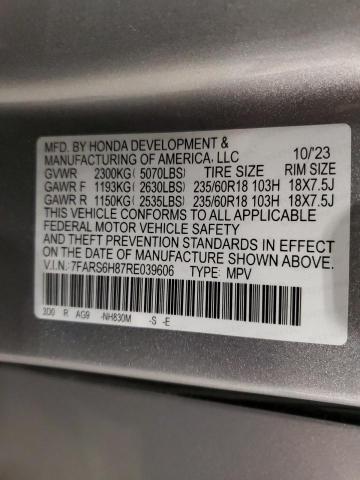 MFD. BY HONDA DEVELOPMENT &
MANUFACTURING OF AMERICA, LLC 10/'23
GVWR 2300KG ( 5070LBS) TIRE SIZE RIM SIZE
GAWR F 1193KG ( 2630LBS) 235/60R18 103H 18X7.5J
GAWR R 1150KG ( 2535LBS) 235/60R18 103H 18X7.5J
THIS VEHICLE CONFORMS TO ALL APPLICABLE
FEDERAL MOTOR VEHICLE SAFETY
AND THEFT PREVENTION STANDARDS IN EFFECT
ON THE DATE OF MANUFACTURE SHOWN ABOVE.
V.I.N.: 7FARS6H87RE039606 TYPE: MPV
3D0 R AG9 -NH830M -S -E